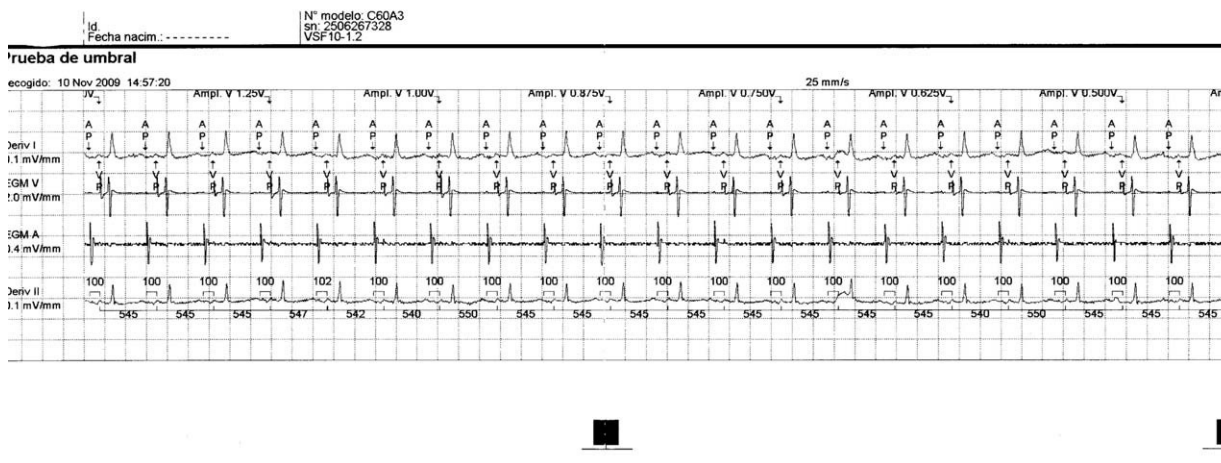 N° modelo: C60A3
Id.
sn: 2506267328
Fecha nacim.: - - - - - - - - -
VSF10-1.2
rueba de umbral
ecogido: 10 Nov 2009 14:57:20
25 mm/s
Ampl. V 1.25V
Ampl. V 1.00V
Ampl. V 0.875V
Ampl. V 0.750V
Ampl. V 0.625V
Ampl. V 0.500V
A A A A A A A A A A A A A A A A A A A A
P P P P P P P P P P P P P P P P P P P P
Deriv I
0.1 mV/mm
V V V V V V V V V V V V V V V V V V V V
P P P P P P P P P P P P P P P P P P P P
EGM V
2.0 mV/mm
EGM A
0.4 mV/mm
100 100 100 100 102 100 100 100 100 100 100 100 100 100 100 100 100 100 100 100
Deriv II
0.1 mV/mm
545 545 545 547 542 540 550 545 545 545 545 545 545 545 545 540 550 545 545 545